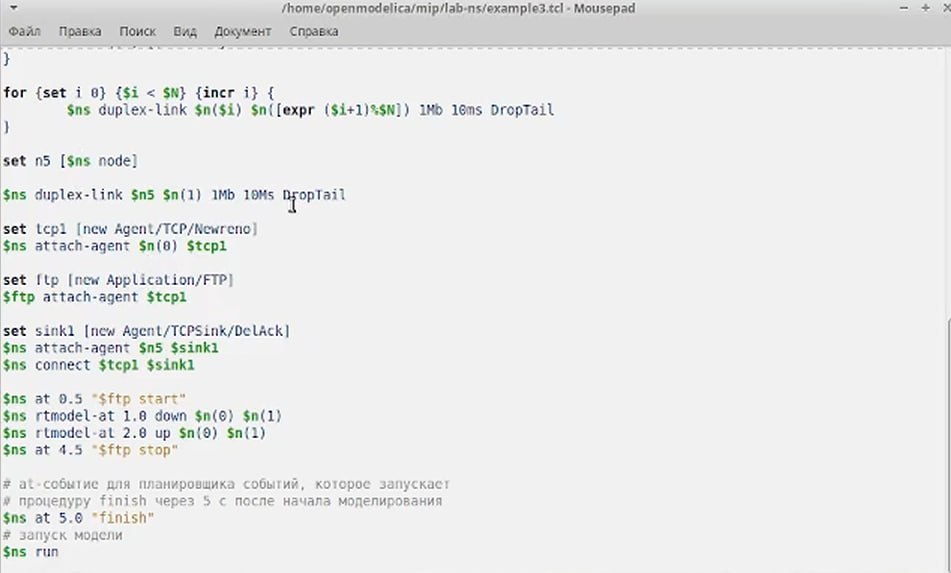 /home/openmodelica/mip/lab-ns/example3.tcl - Mousepad
Файл Правка Поиск Вид Документ Справка
}
for {set i 0} {$i < $N} {incr i} {
$ns duplex-link $n($i) $n([expr ($i+1)%$N]) 1Mb 10ms DropTail
}
set n5 [$ns node]
$ns duplex-link $n5 $n(1) 1Mb 10Ms DropTail
set tcp1 [new Agent/TCP/Newreno]
$ns attach-agent $n(0) $tcp1
set ftp [new Application/FTP]
$ftp attach-agent $tcp1
set sink1 [new Agent/TCPSink/DelAck]
$ns attach-agent $n5 $sink1
$ns connect $tcp1 $sink1
$ns at 0.5 "$ftp start"
$ns rtmodel-at 1.0 down $n(0) $n(1)
$ns rtmodel-at 2.0 up $n(0) $n(1)
$ns at 4.5 "$ftp stop"
# at-событие для планировщика событий, которое запускает
# процедуру finish через 5 с после начала моделирования
$ns at 5.0 "finish"
# запуск модели
$ns run